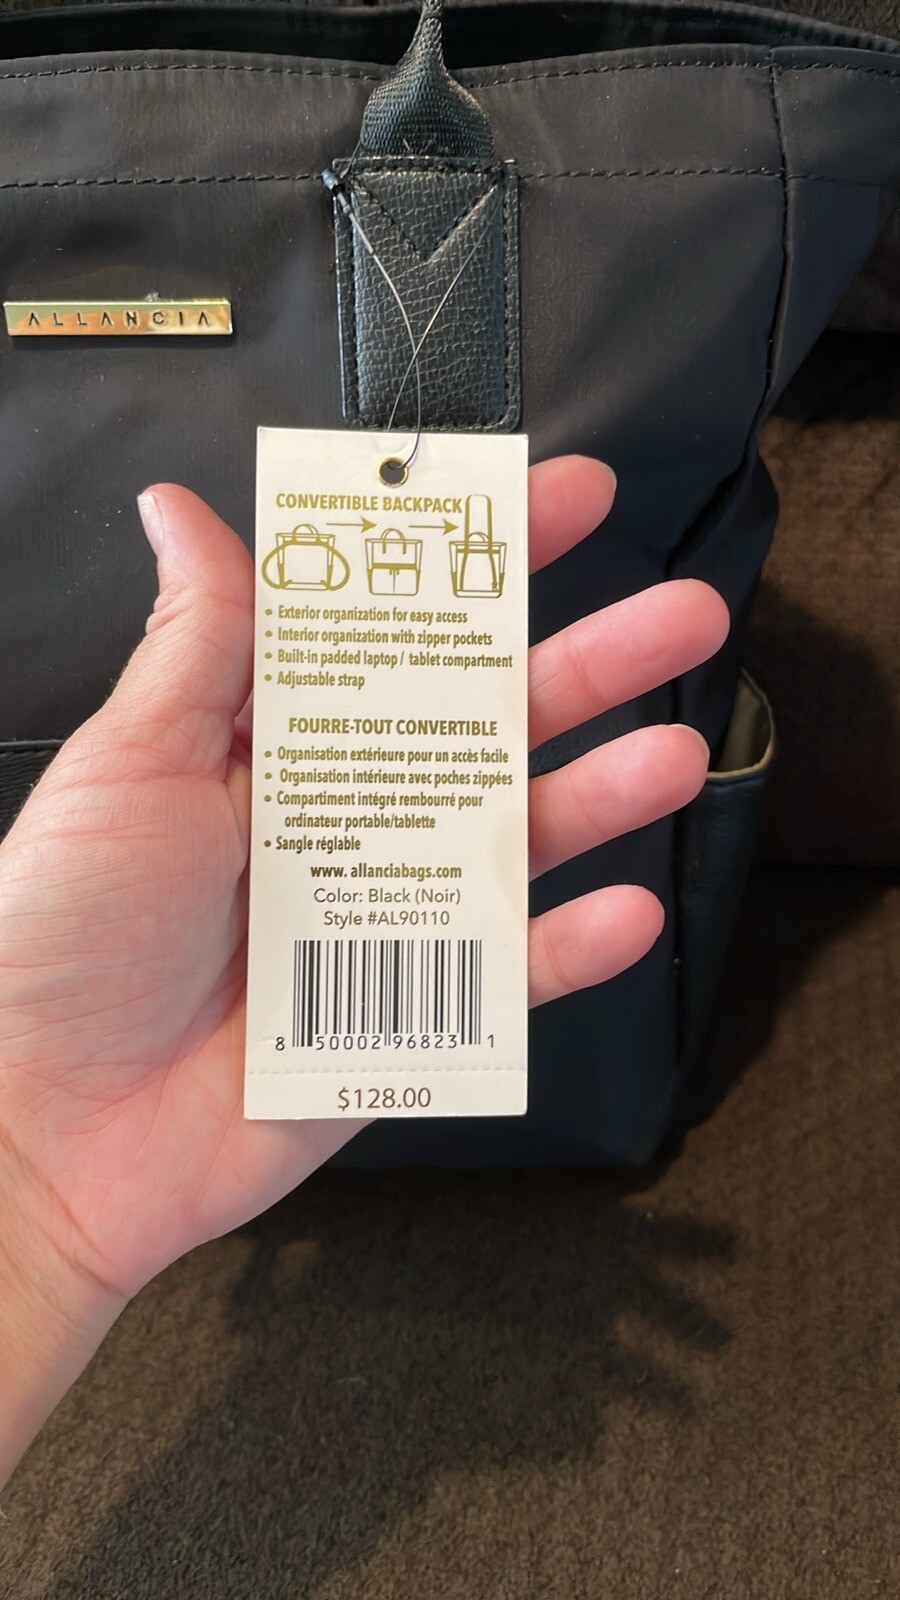 ALLANCIA
CONVERTIBLE BACKPACK
• Exterior organization for easy access
• Interior organization with zipper pockets
• Built-in padded laptop / tablet compartment
• Adjustable strap
FOURRE-TOUT CONVERTIBLE
• Organisation extérieure pour un accès facile
• Organisation intérieure avec poches zippées
• Compartiment intégré rembourré pour
ordinateur portable/tablette
• Sangle réglable
www. allanciabags.com
Color: Black (Noir)
Style #AL90110
8 50002 96823 1
$128.00